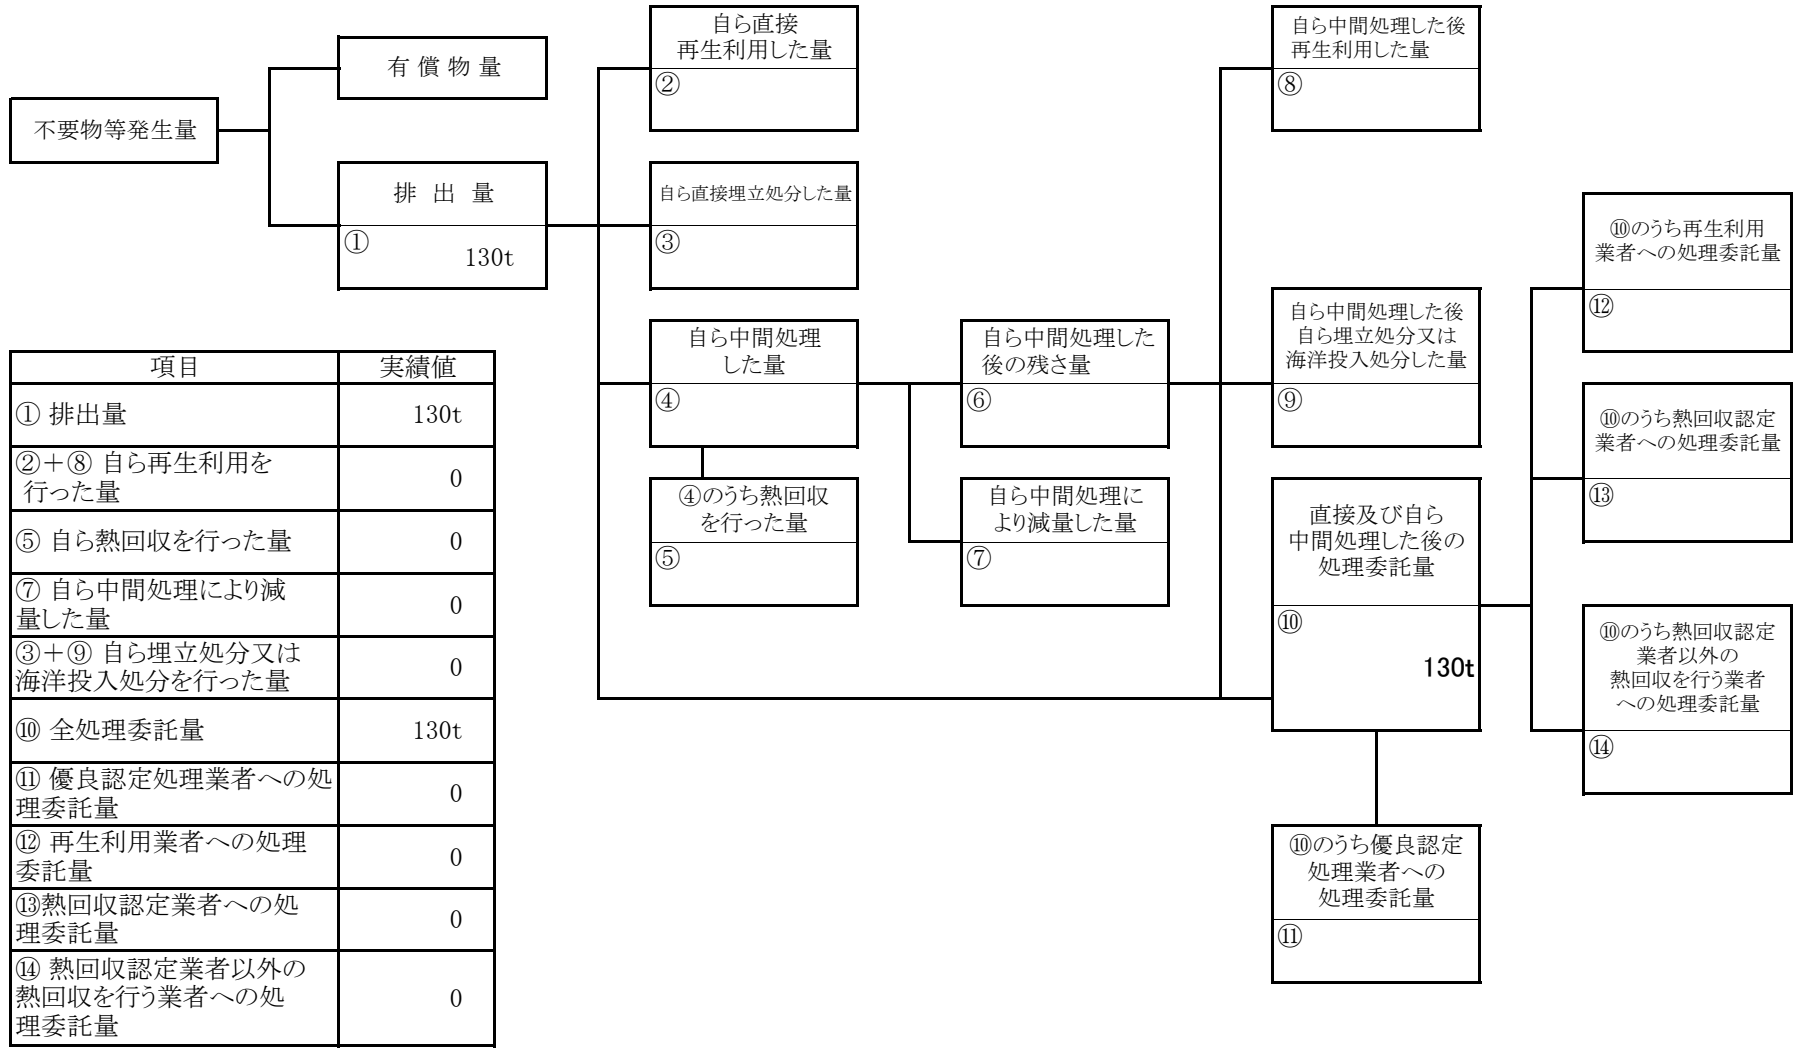 不要物等発生量
有 償 物 量
排 出 量
①
130t
自ら直接
再生利用した量
②
自ら直接埋立処分した量
③
自ら中間処理
した量
④
④のうち熱回収
を行った量
⑤
自ら中間処理した
後の残さ量
⑥
自ら中間処理に
より減量した量
⑦
自ら中間処理した後
再生利用した量
⑧
自ら中間処理した後
自ら埋立処分又は
海洋投入処分した量
⑨
直接及び自ら
中間処理した後の
処理委託量
⑩
130t
⑩のうち優良認定
処理業者への
処理委託量
⑪
⑩のうち再生利用
業者への処理委託量
⑫
⑩のうち熱回収認定
業者への処理委託量
⑬
⑩のうち熱回収認定
業者以外の
熱回収を行う業者
への処理委託量
⑭
項目 実績値
① 排出量 130t
②＋⑧ 自ら再生利用を
行った量 0
⑤ 自ら熱回収を行った量 0
⑦ 自ら中間処理により減
量した量 0
③＋⑨ 自ら埋立処分又は
海洋投入処分を行った量 0
⑩ 全処理委託量 130t
⑪ 優良認定処理業者への処
理委託量 0
⑫ 再生利用業者への処理
委託量 0
⑬熱回収認定業者への処
理委託量 0
⑭ 熱回収認定業者以外の
熱回収を行う業者への処 0
理委託量